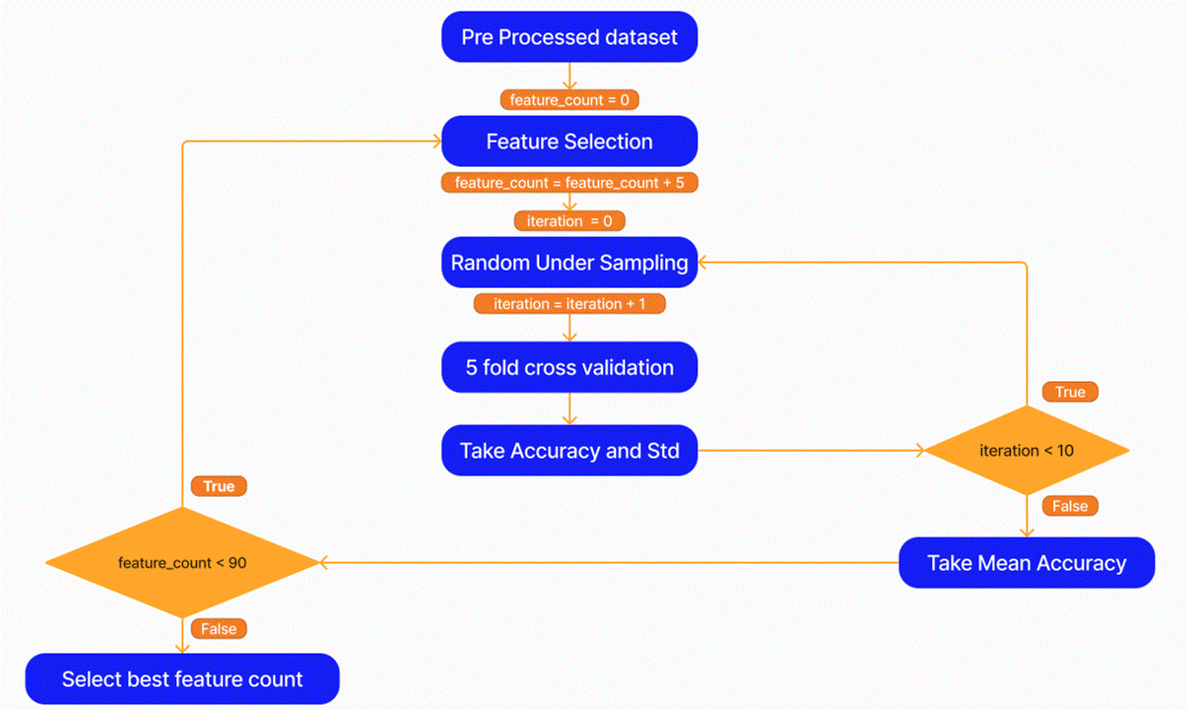 Pre Processed dataset
feature_count = 0
Feature Selection
feature_count = feature_count + 5
iteration = 0
Random Under Sampling
iteration = iteration + 1
5 fold cross validation
Take Accuracy and Std
True
iteration < 10
False
Take Mean Accuracy
True
feature_count < 90
False
Select best feature count